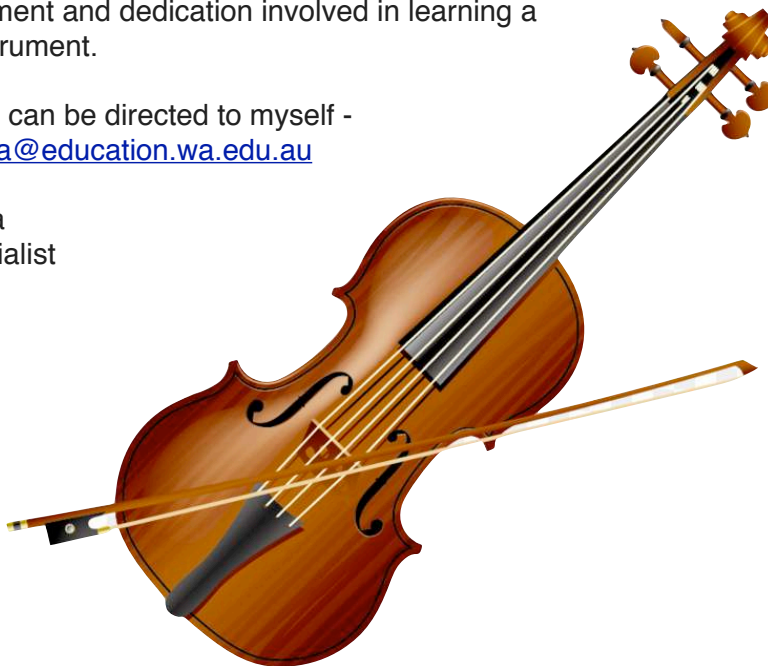 ment and dedication involved in learning a
rument.
can be directed to myself -
a@education.wa.edu.au
a
ialist